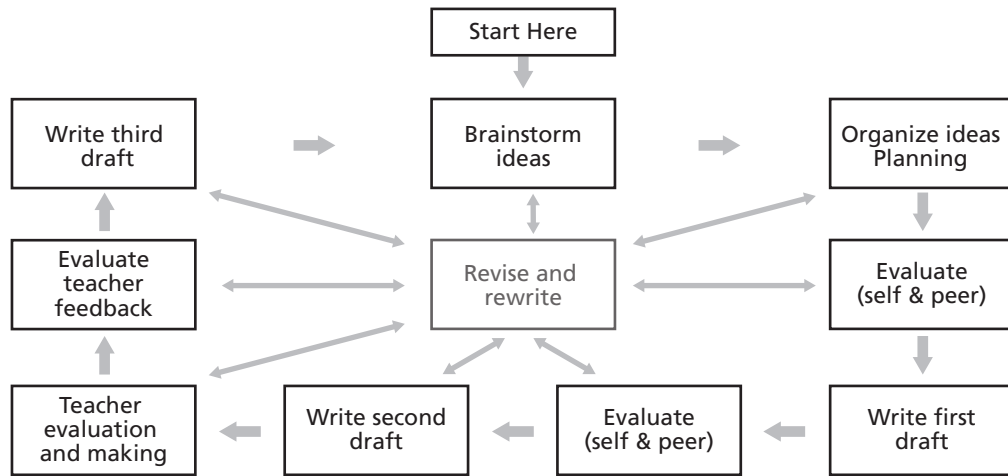 Start Here
Write third
draft
Brainstorm
ideas
Organize ideas
Planning
Evaluate
teacher
feedback
Revise and
rewrite
Evaluate
(self & peer)
Teacher
evaluation
and making
Write second
draft
Evaluate
(self & peer)
Write first
draft